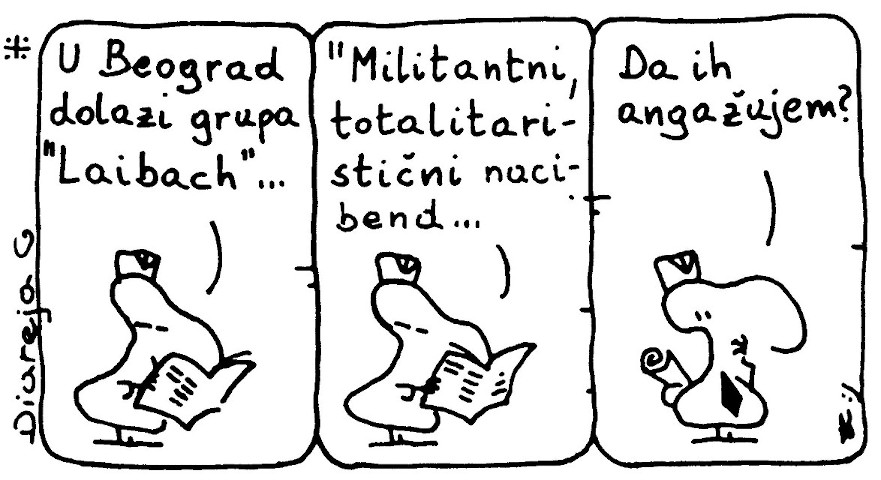 U Beograd
dolazi grupa
"Laibach"...
"Militantni,
totalitari-
stični naci-
bend...
Da ih
angažujem?
Diareja